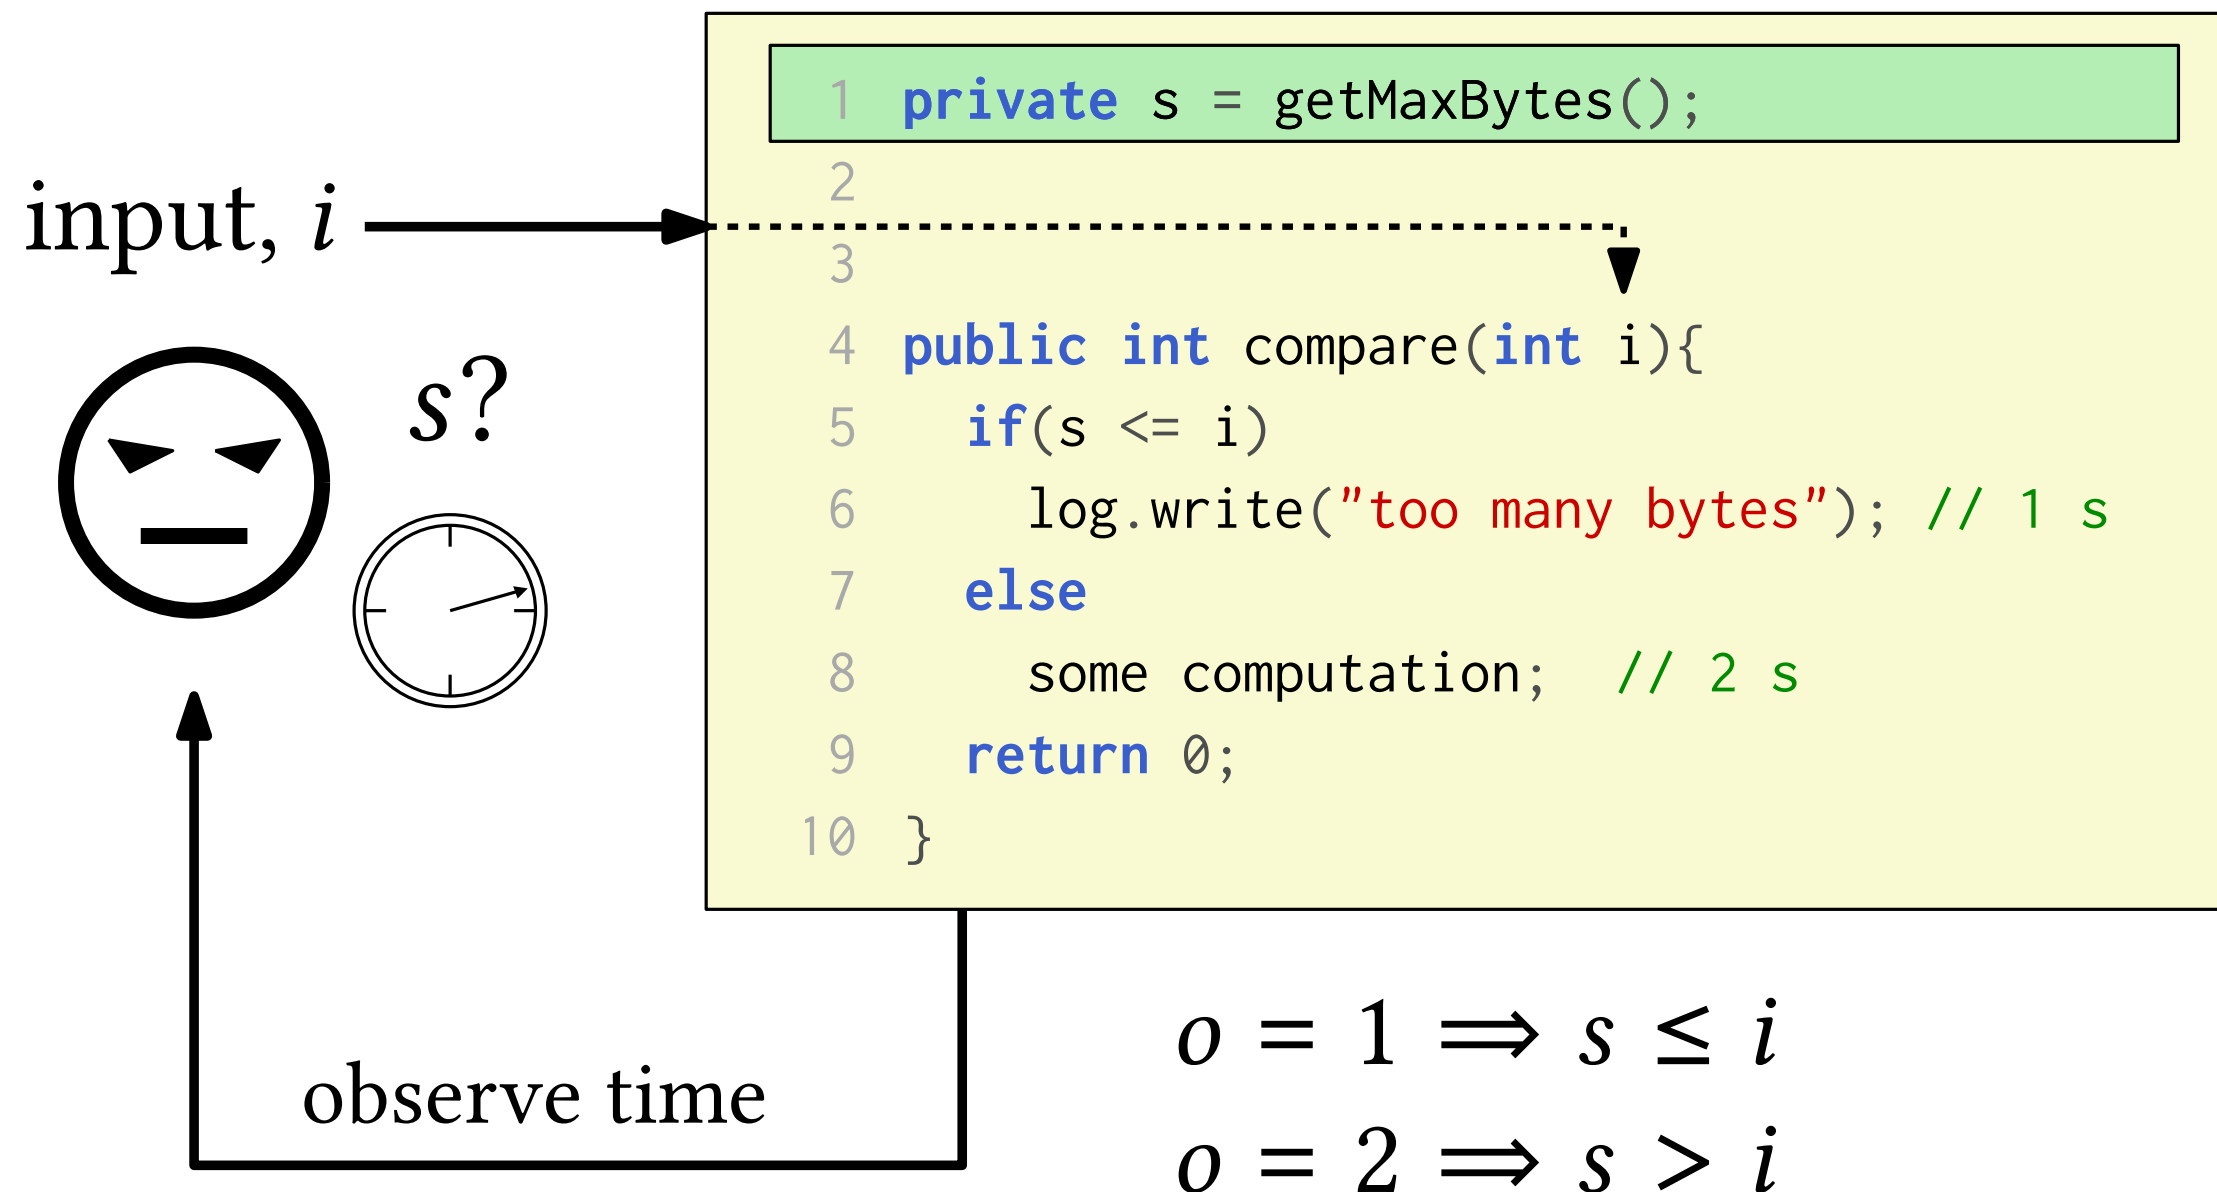 1 private s = getMaxBytes();
2
input, i
3
4 public int compare(int i){
s?
5 if(s <= i)
6 log.write("too many bytes"); // 1 s
7 else
8 some computation; // 2 s
9 return 0;
10 }
observe time
o = 1 ⟹ s ≤ i
o = 2 ⟹ s > i